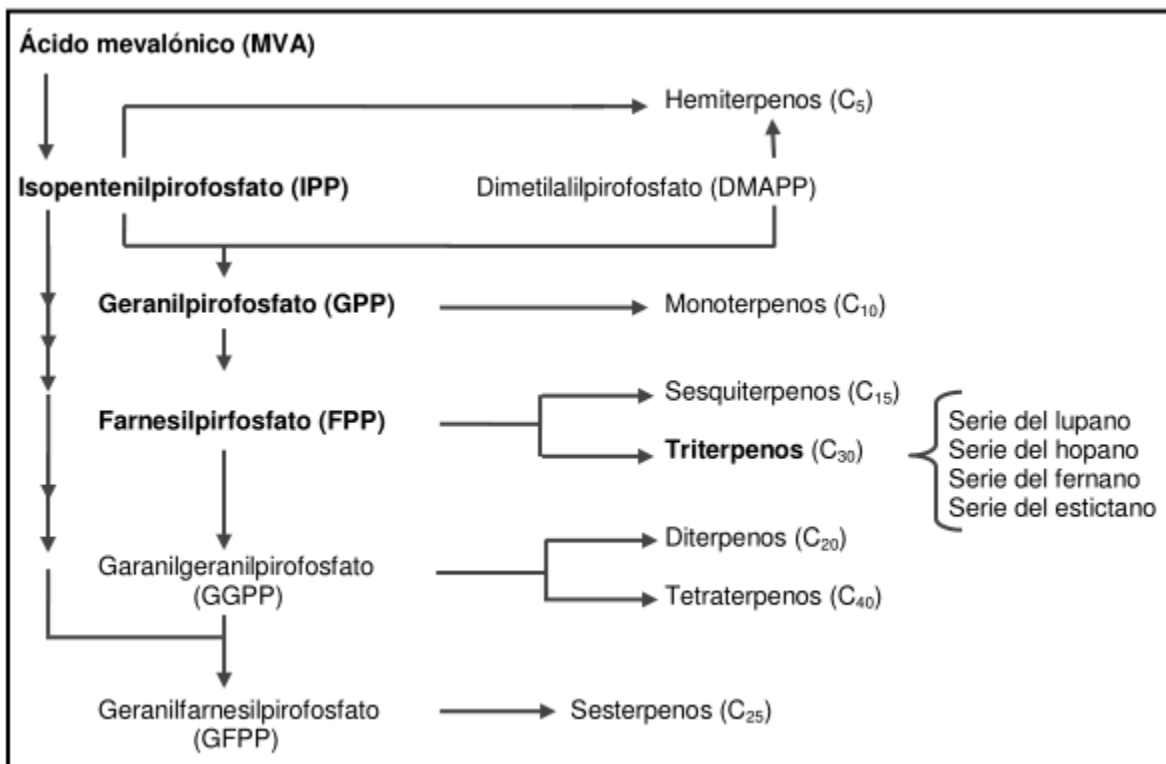 Ácido mevalónico (MVA)
Hemiterpenos (C₅)
Isopentenilpirofosfato (IPP)
Dimetilalilpirofosfato (DMAPP)
Geranilpirofosfato (GPP)
Monoterpenos (C₁₀)
Sesquiterpenos (C₁₅)
Farnesilpirfosfato (FPP)
Triterpenos (C₃₀)
Serie del lupano
Serie del hopano
Serie del fernano
Serie del estictano
Diterpenos (C₂₀)
Garanilgeranilpirofosfato
(GGPP)
Tetraterpenos (C₄₀)
Geranilfarnesilpirofosfato
(GFPP)
Sesterpenos (C₂₅)